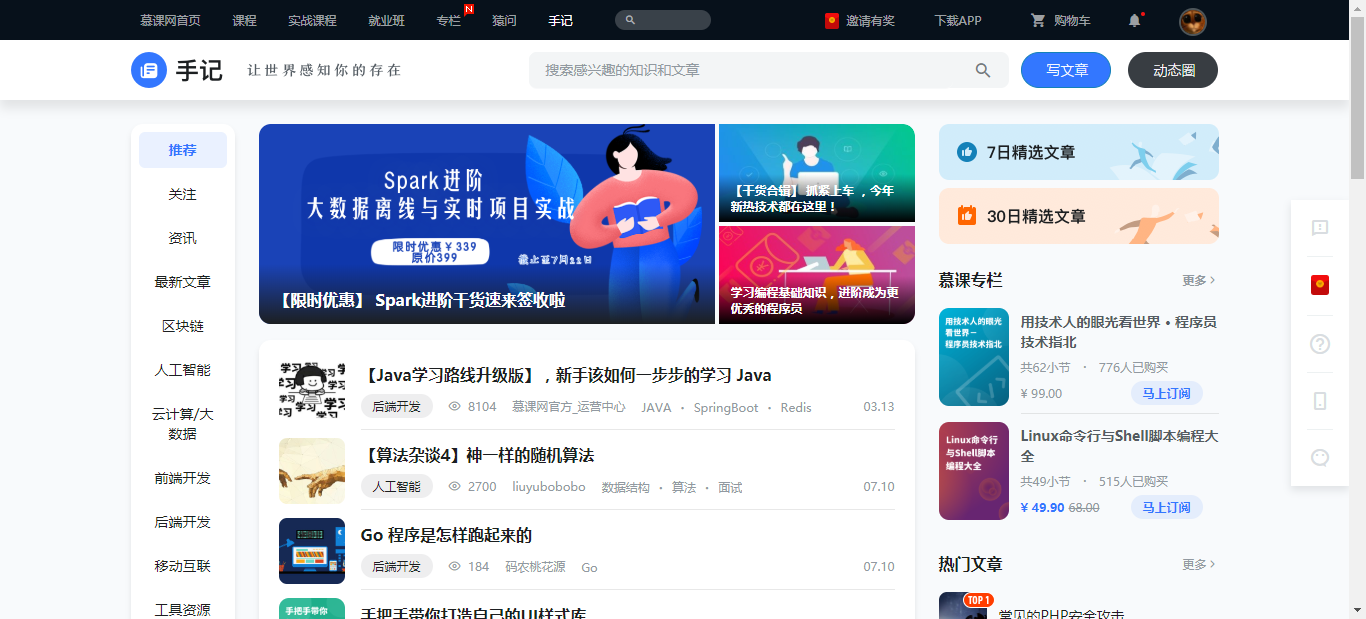 慕课网首页 课程 实战课程 就业班 专栏 N 猿问 手记 邀请有奖 下载APP 购物车
手记 让世界感知你的存在 搜索感兴趣的知识和文章 写文章 动态圈
推荐
关注
资讯
最新文章
区块链
人工智能
云计算/大
数据
前端开发
后端开发
移动互联
工具资源
Spark进阶
大数据离线与实时项目实战
限时优惠￥339
原价399
截止至7月22日
【限时优惠】 Spark进阶干货速来签收啦
【干货合辑】 抓紧上车 ，今年
新热技术都在这里！
学习编程基础知识，进阶成为更
优秀的程序员
【Java学习路线升级版】，新手该如何一步步的学习 Java
后端开发 8104 慕课网官方_运营中心 JAVA · SpringBoot · Redis 03.13
【算法杂谈4】神一样的随机算法
人工智能 2700 liuyubobobo 数据结构 · 算法 · 面试 07.10
Go 程序是怎样跑起来的
后端开发 184 码农桃花源 Go 07.10
手把手带你
手把手带你打造自己的UI样式库
7日精选文章
30日精选文章
慕课专栏 更多
用技术人的眼光
看世界－
程序员技术指北
用技术人的眼光看世界 • 程序员
技术指北
共62小节 · 776人已购买
¥ 99.00 马上订阅
Linux命令行
与Shell脚本
编程大全
Linux命令行与Shell脚本编程大
全
共49小节 · 515人已购买
¥ 49.90 68.00 马上订阅
热门文章 更多
TOP 1
常见的PHP安全攻击